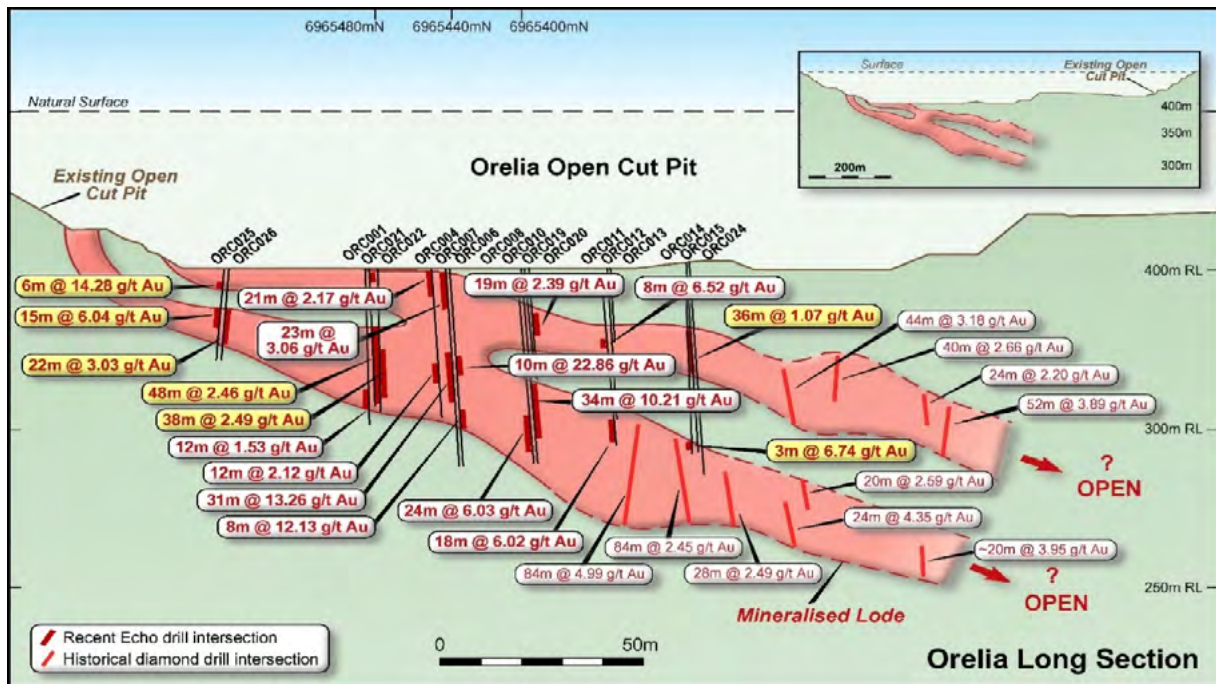 6965480mN
6965440mN
6965400mN
Surface
Existing Open
Cut Pit
400m
350m
300m
200m
Natural Surface
Orelia Open Cut Pit
Existing Open
Cut Pit
ORC025
ORC026
ORC001
ORC021
ORC022
ORC004
ORC007
ORC006
ORC008
ORC010
ORC019
ORC020
ORC011
ORC012
ORC013
ORC014
ORC015
ORC024
400m RL
6m @ 14.28 g/t Au
21m @ 2.17 g/t Au
19m @ 2.39 g/t Au
8m @ 6.52 g/t Au
15m @ 6.04 g/t Au
23m @
3.06 g/t Au
36m @ 1.07 g/t Au
44m @ 3.18 g/t Au
40m @ 2.66 g/t Au
22m @ 3.03 g/t Au
10m @ 22.86 g/t Au
24m @ 2.20 g/t Au
48m @ 2.46 g/t Au
34m @ 10.21 g/t Au
52m @ 3.89 g/t Au
38m @ 2.49 g/t Au
300m RL
12m @ 1.53 g/t Au
3m @ 6.74 g/t Au
?
OPEN
12m @ 2.12 g/t Au
20m @ 2.59 g/t Au
31m @ 13.26 g/t Au
24m @ 6.03 g/t Au
24m @ 4.35 g/t Au
8m @ 12.13 g/t Au
18m @ 6.02 g/t Au
84m @ 2.45 g/t Au
~20m @ 3.95 g/t Au
84m @ 4.99 g/t Au
28m @ 2.49 g/t Au
?
OPEN
250m RL
Mineralised Lode
Recent Echo drill intersection
Historical diamond drill intersection
0
50m
Orelia Long Section